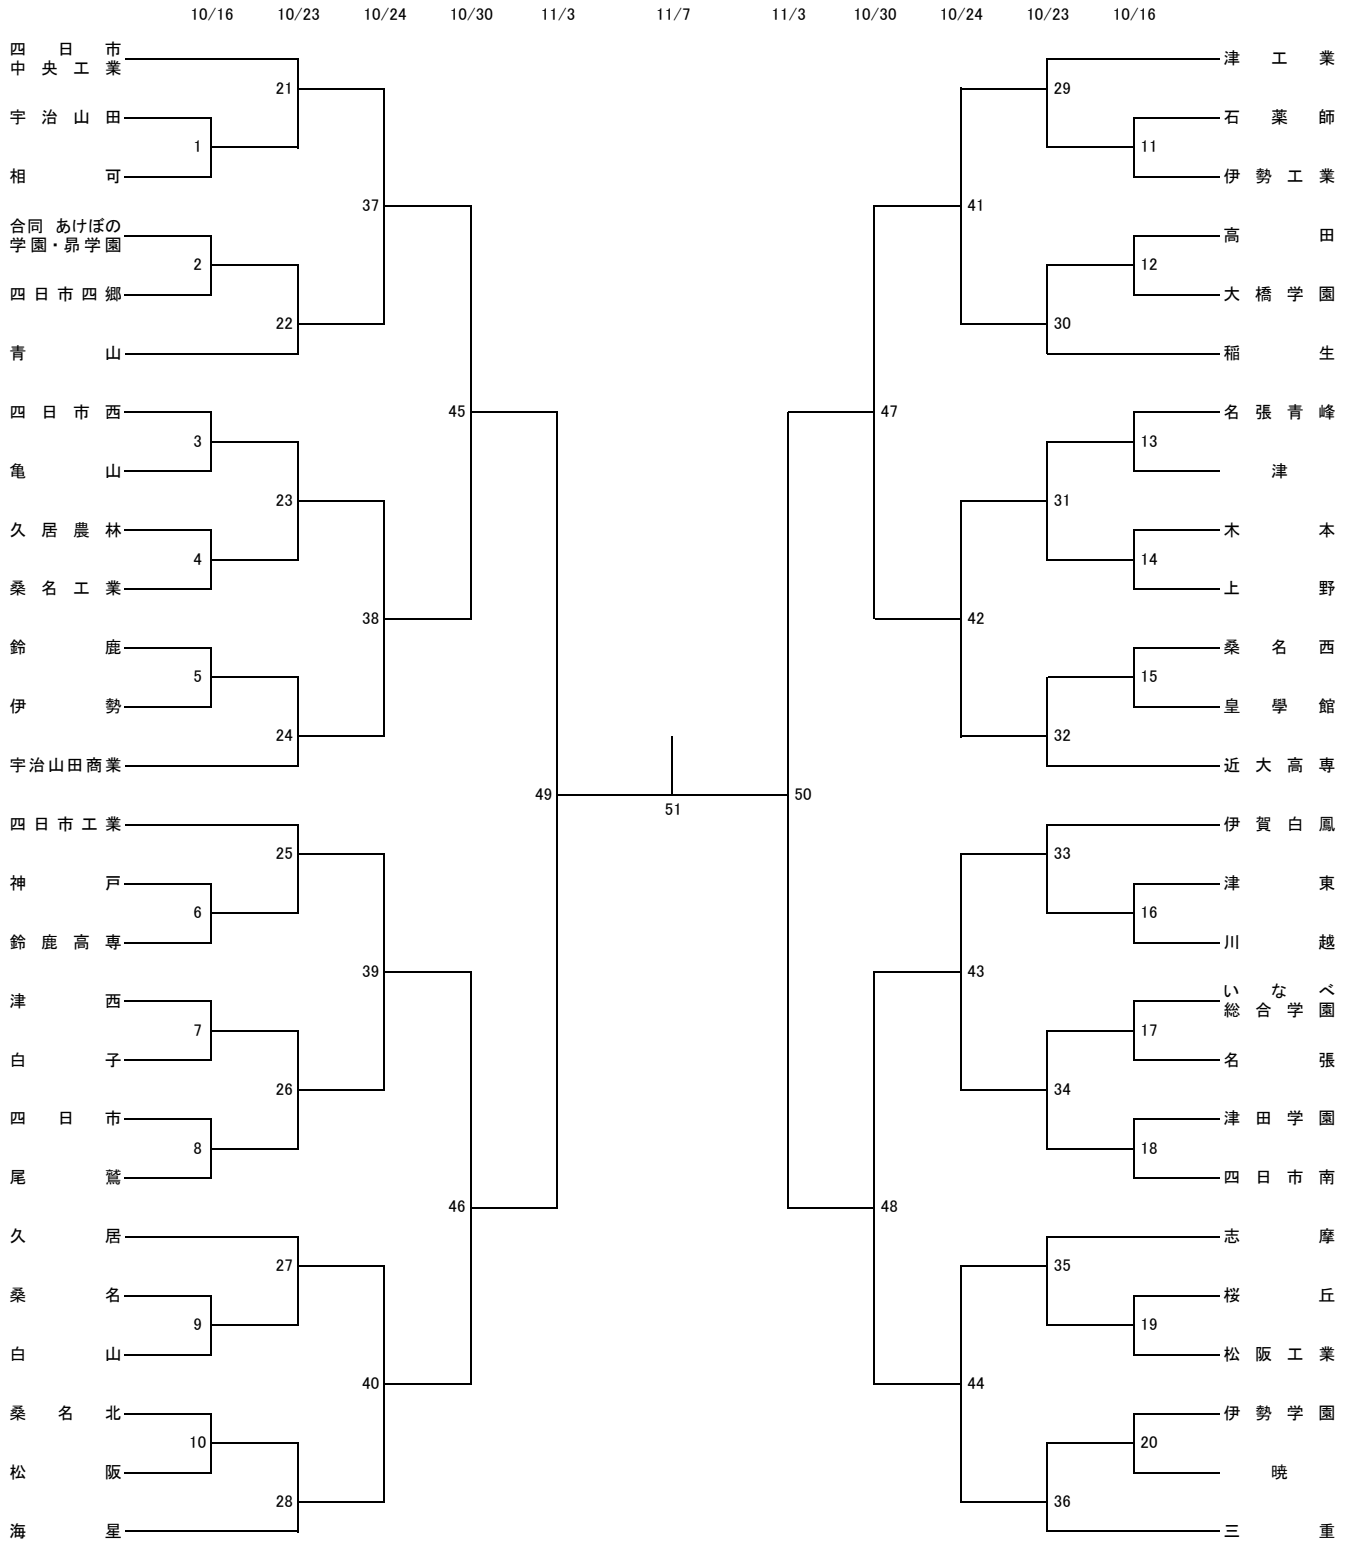 10/16 10/23 10/24 10/30 11/3 11/7 11/3 10/30 10/24 10/23 10/16
四日市
中央工業
宇治山田
相可
合同 あけぼの
学園・昴学園
四日市四郷
青山
四日市西
亀山
久居農林
桑名工業
鈴鹿
伊勢
宇治山田商業
四日市工業
神戸
鈴鹿高専
津西
白子
四日市
尾鷲
久居
桑名
白山
桑名北
松阪
海星
1
2
3
4
5
6
7
8
9
10
21
22
23
24
25
26
27
28
37
38
39
40
45
46
49
51
50
47
48
41
42
43
44
29
30
31
32
33
34
35
36
11
12
13
14
15
16
17
18
19
20
津工業
石薬師
伊勢工業
高田
大橋学園
稲生
名張青峰
津
木本
上野
桑名西
皇學館
近大高専
伊賀白鳳
津東
川越
いなべ
総合学園
名張
津田学園
四日市南
志摩
桜丘
松阪工業
伊勢学園
暁
三重